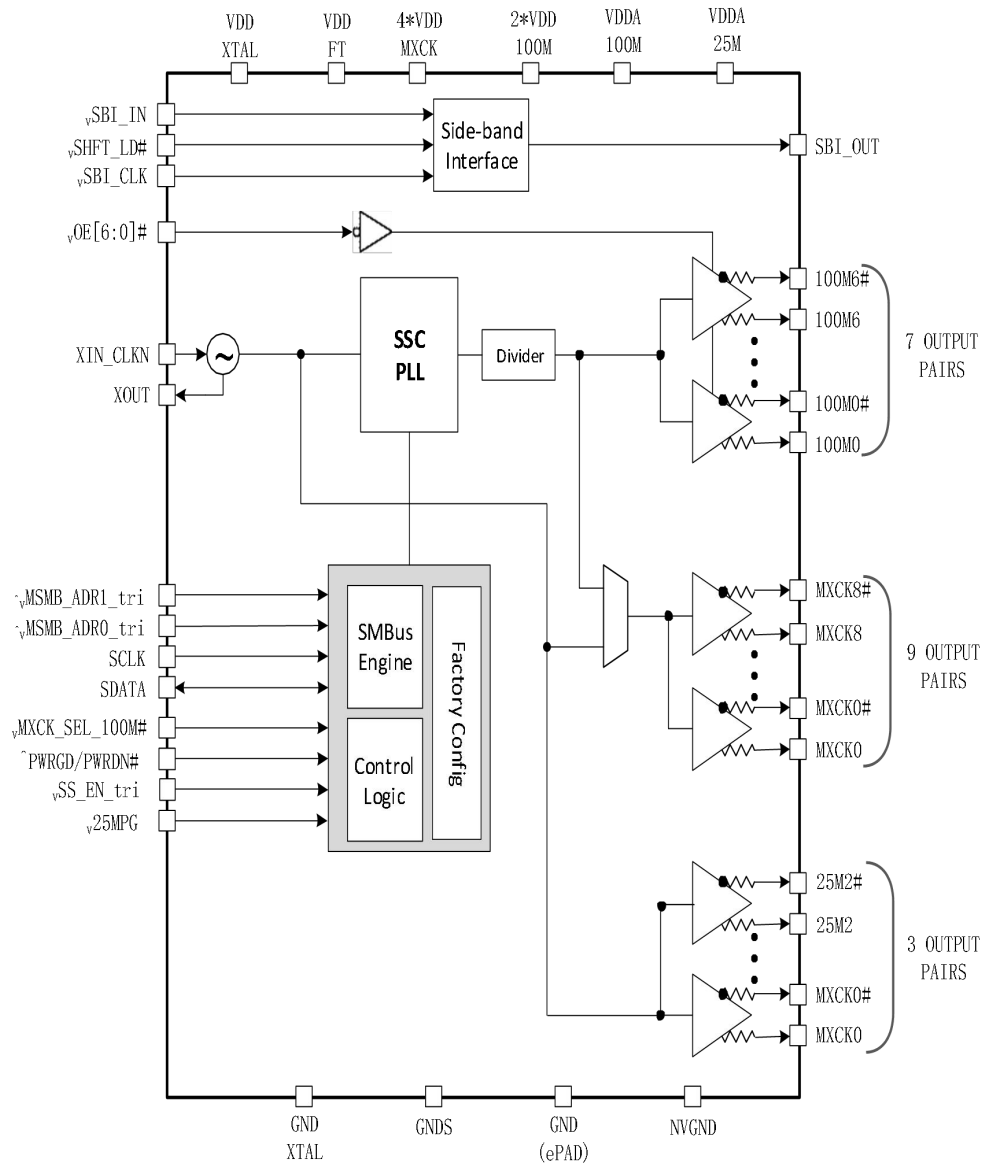 VDD
XTAL
VDD
FT
4*VDD
MXCK
2*VDD
100M
VDDA
100M
VDDA
25M
vSBI_IN
vSHFT_LD#
vSBI_CLK
Side-band
Interface
SBI_OUT
vOE[6:0]#
XIN_CLKN
XOUT
~
SSC
PLL
Divider
100M6#
100M6
100M0#
100M0
7 OUTPUT
PAIRS
^vMSMB_ADR1_tri
^vMSMB_ADR0_tri
SCLK
SDATA
vMXCK_SEL_100M#
^PWRGD/PWRDN#
vSS_EN_tri
v25MPG
SMBus
Engine
Control
Logic
Factory Config
MXCK8#
MXCK8
MXCK0#
MXCK0
9 OUTPUT
PAIRS
25M2#
25M2
MXCK0#
MXCK0
3 OUTPUT
PAIRS
GND
XTAL
GNDS
GND
(ePAD)
NVGND